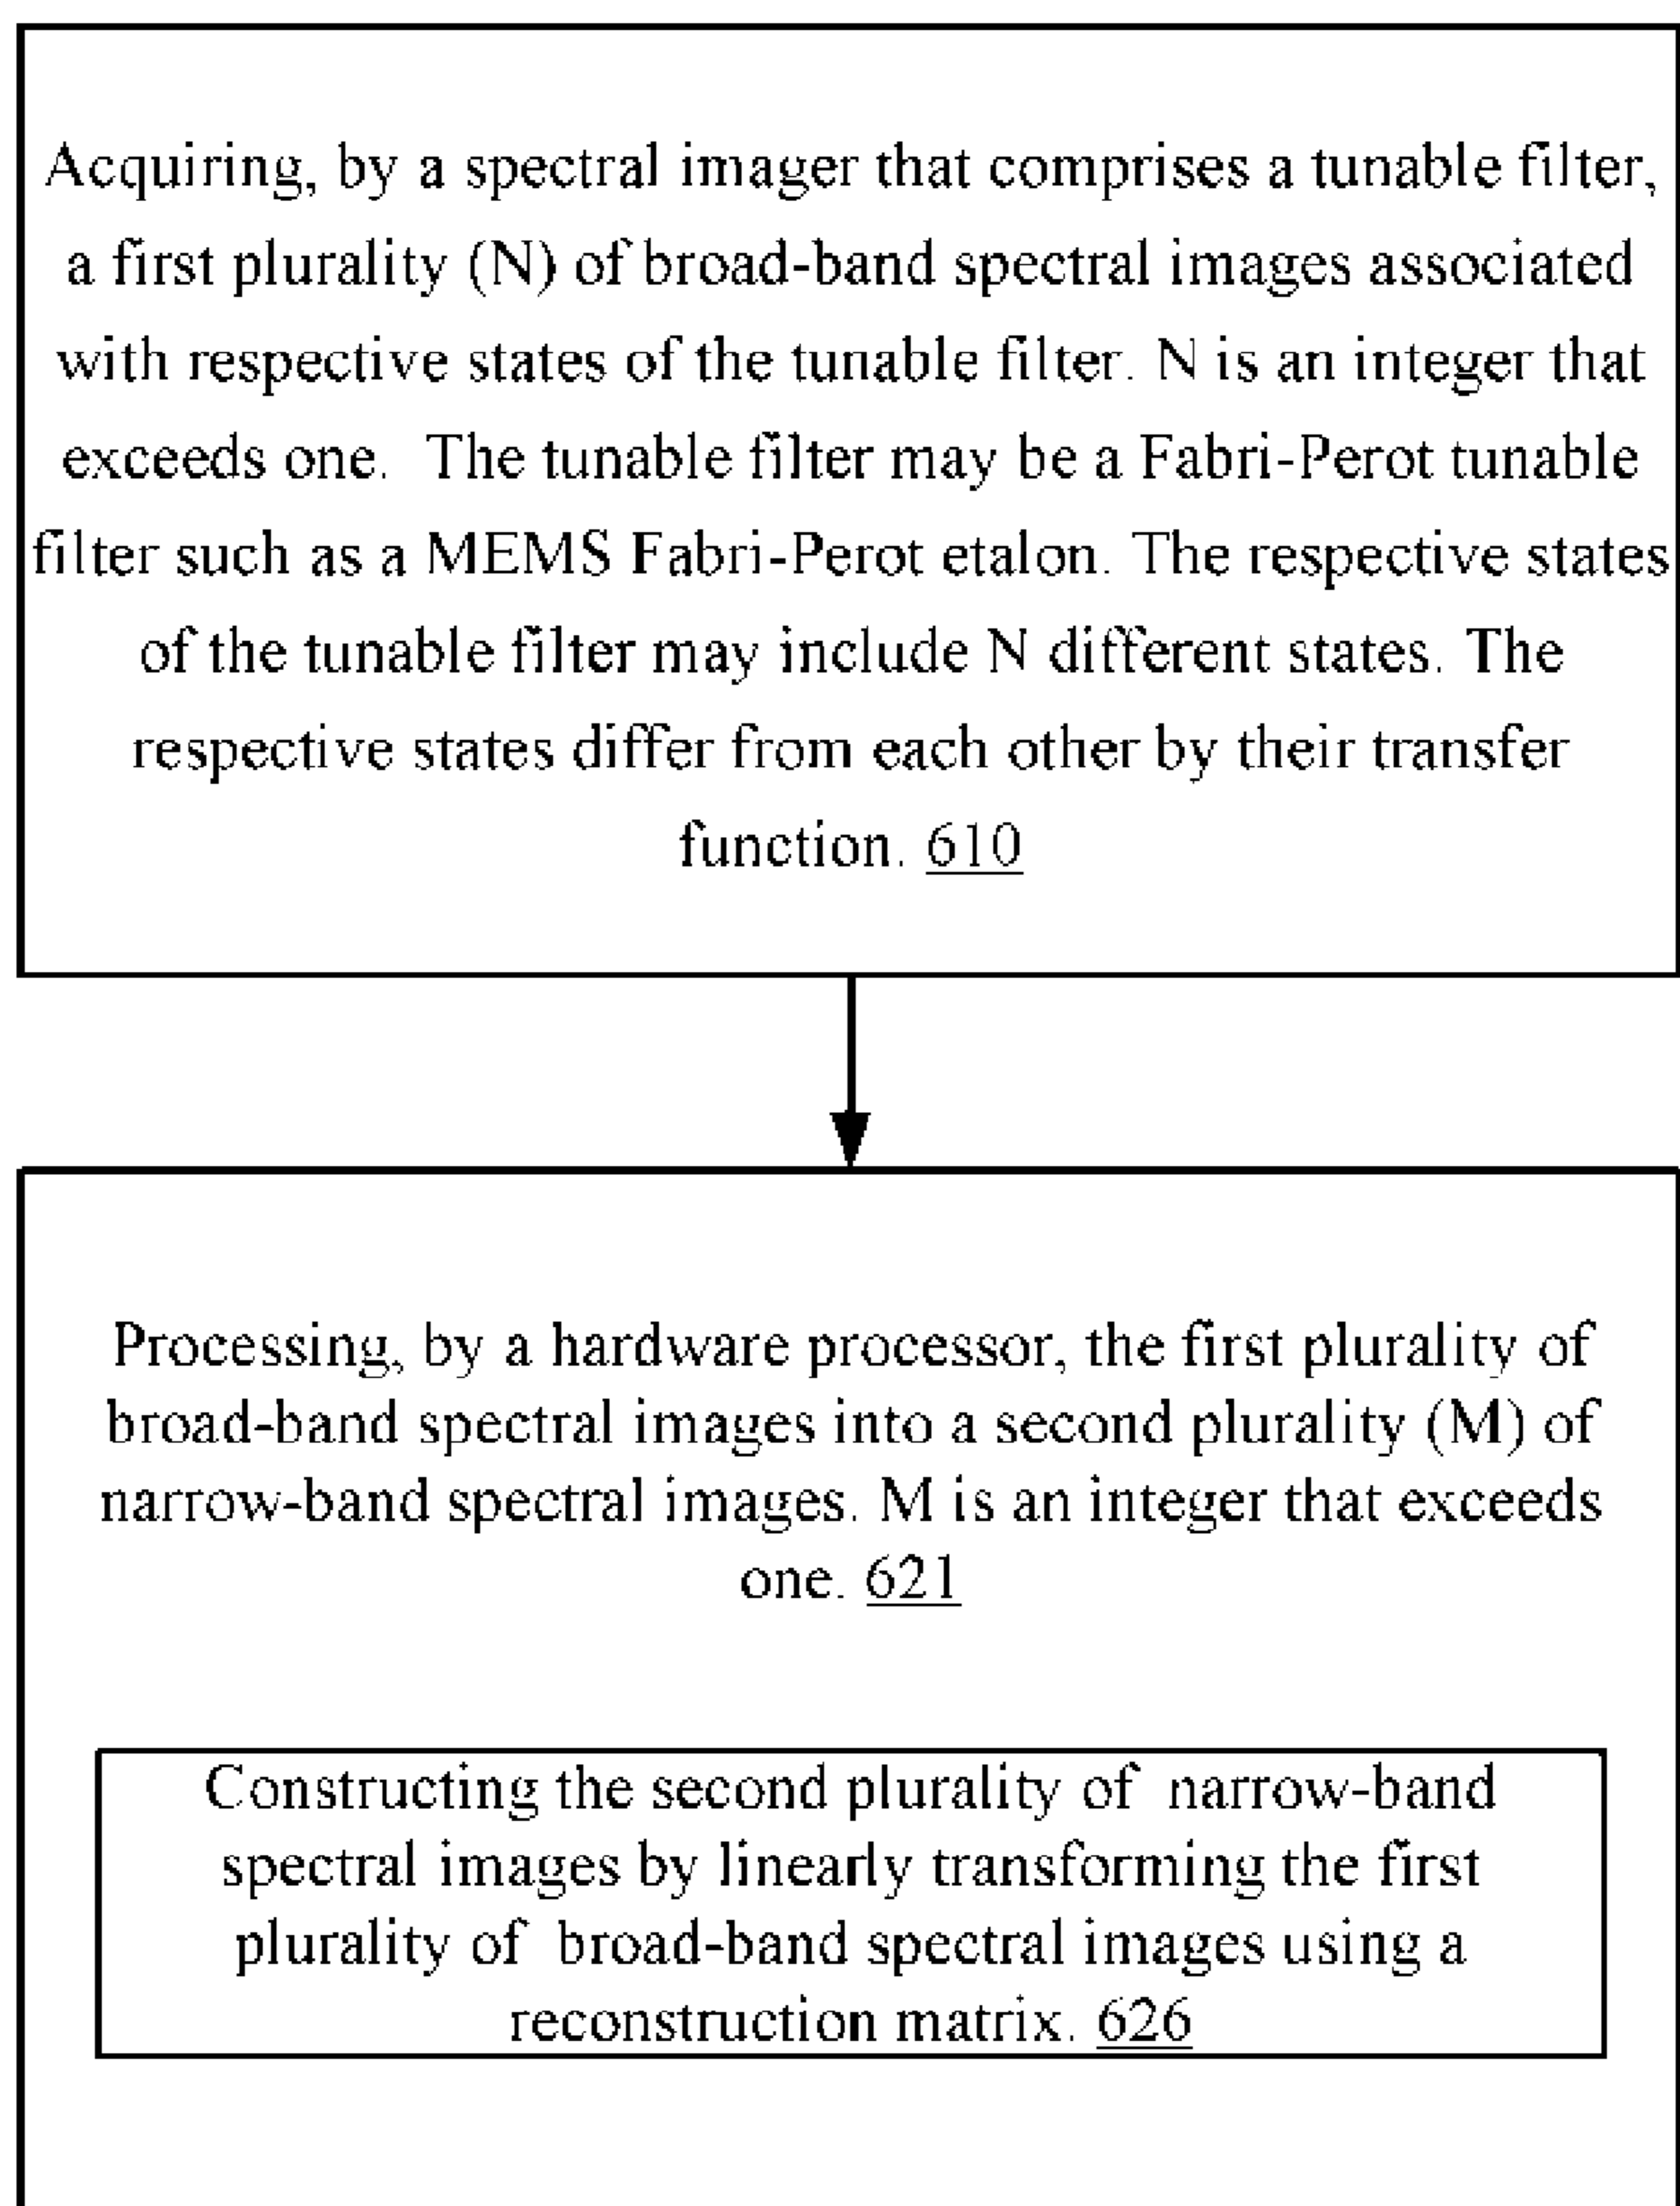 Acquiring, by a spectral imager that comprises a tunable filter,
a first plurality (N) of broad-band spectral images associated
with respective states of the tunable filter. N is an integer that
exceeds one.  The tunable filter may be a Fabri-Perot tunable
filter such as a MEMS Fabri-Perot etalon. The respective states
of the tunable filter may include N different states. The
respective states differ from each other by their transfer
function. 610
Processing, by a hardware processor, the first plurality of
broad-band spectral images into a second plurality (M) of
narrow-band spectral images. M is an integer that exceeds
one. 621
Constructing the second plurality of  narrow-band
spectral images by linearly transforming the first
plurality of  broad-band spectral images using a
reconstruction matrix. 626